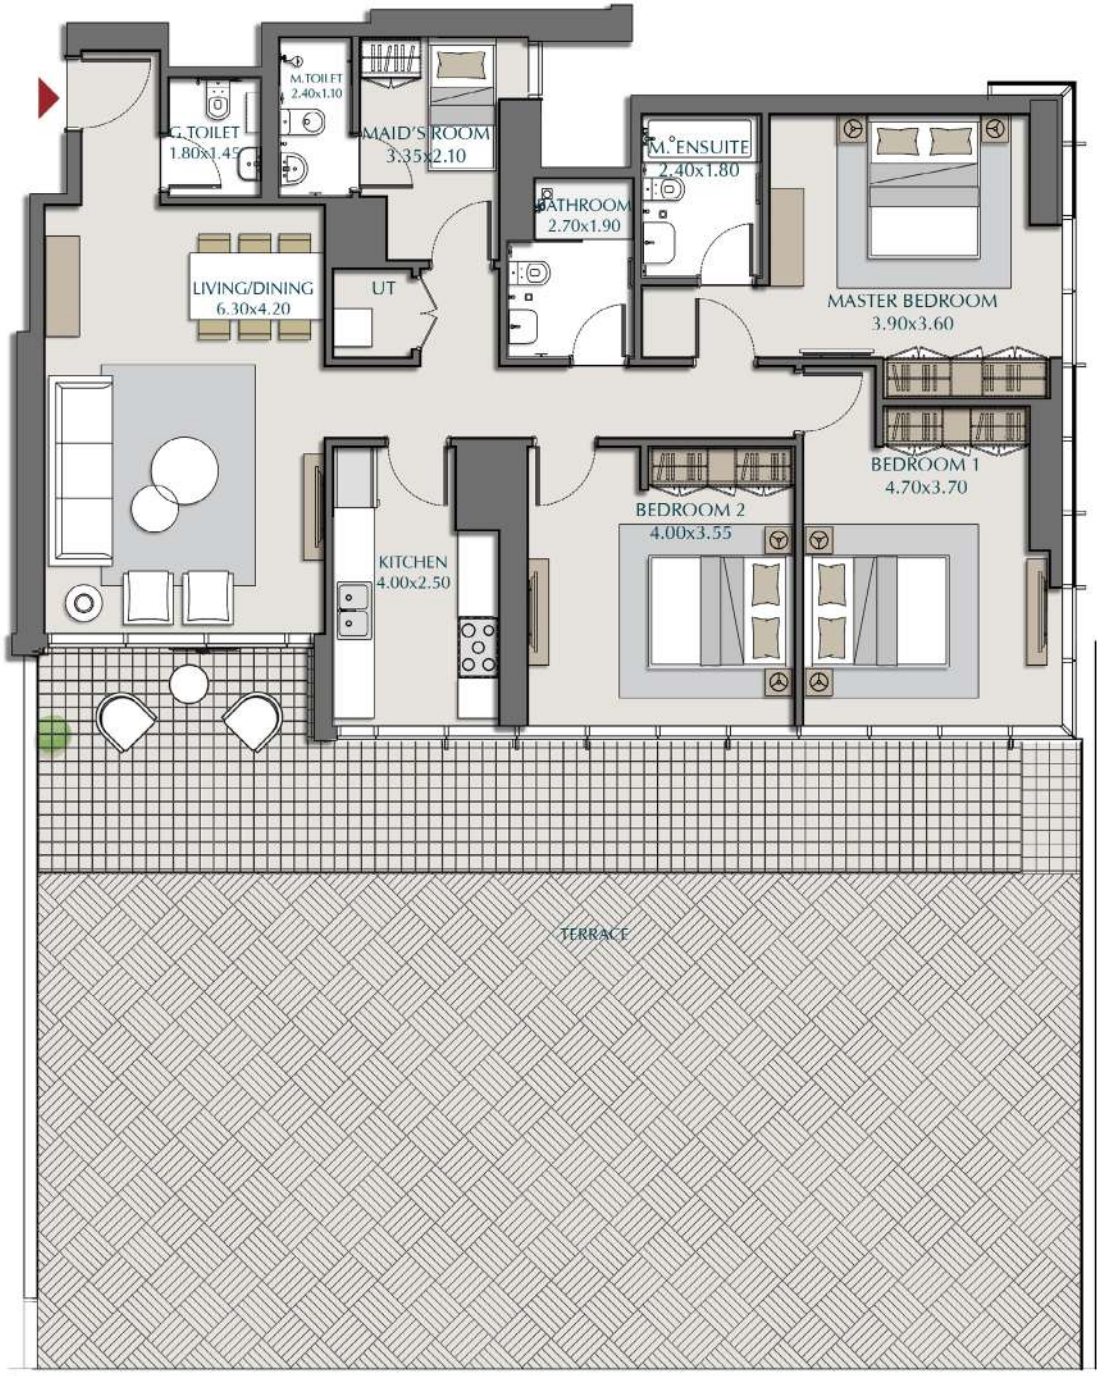 M.TOILET
2.40x1.10
G.TOILET
1.80x1.45
MAID'S ROOM
3.35x2.10
M. ENSUITE
2.40x1.80
BATHROOM
2.70x1.90
LIVING/DINING
6.30x4.20
UT
MASTER BEDROOM
3.90x3.60
BEDROOM 1
4.70x3.70
BEDROOM 2
4.00x3.55
KITCHEN
4.00x2.50
TERRACE